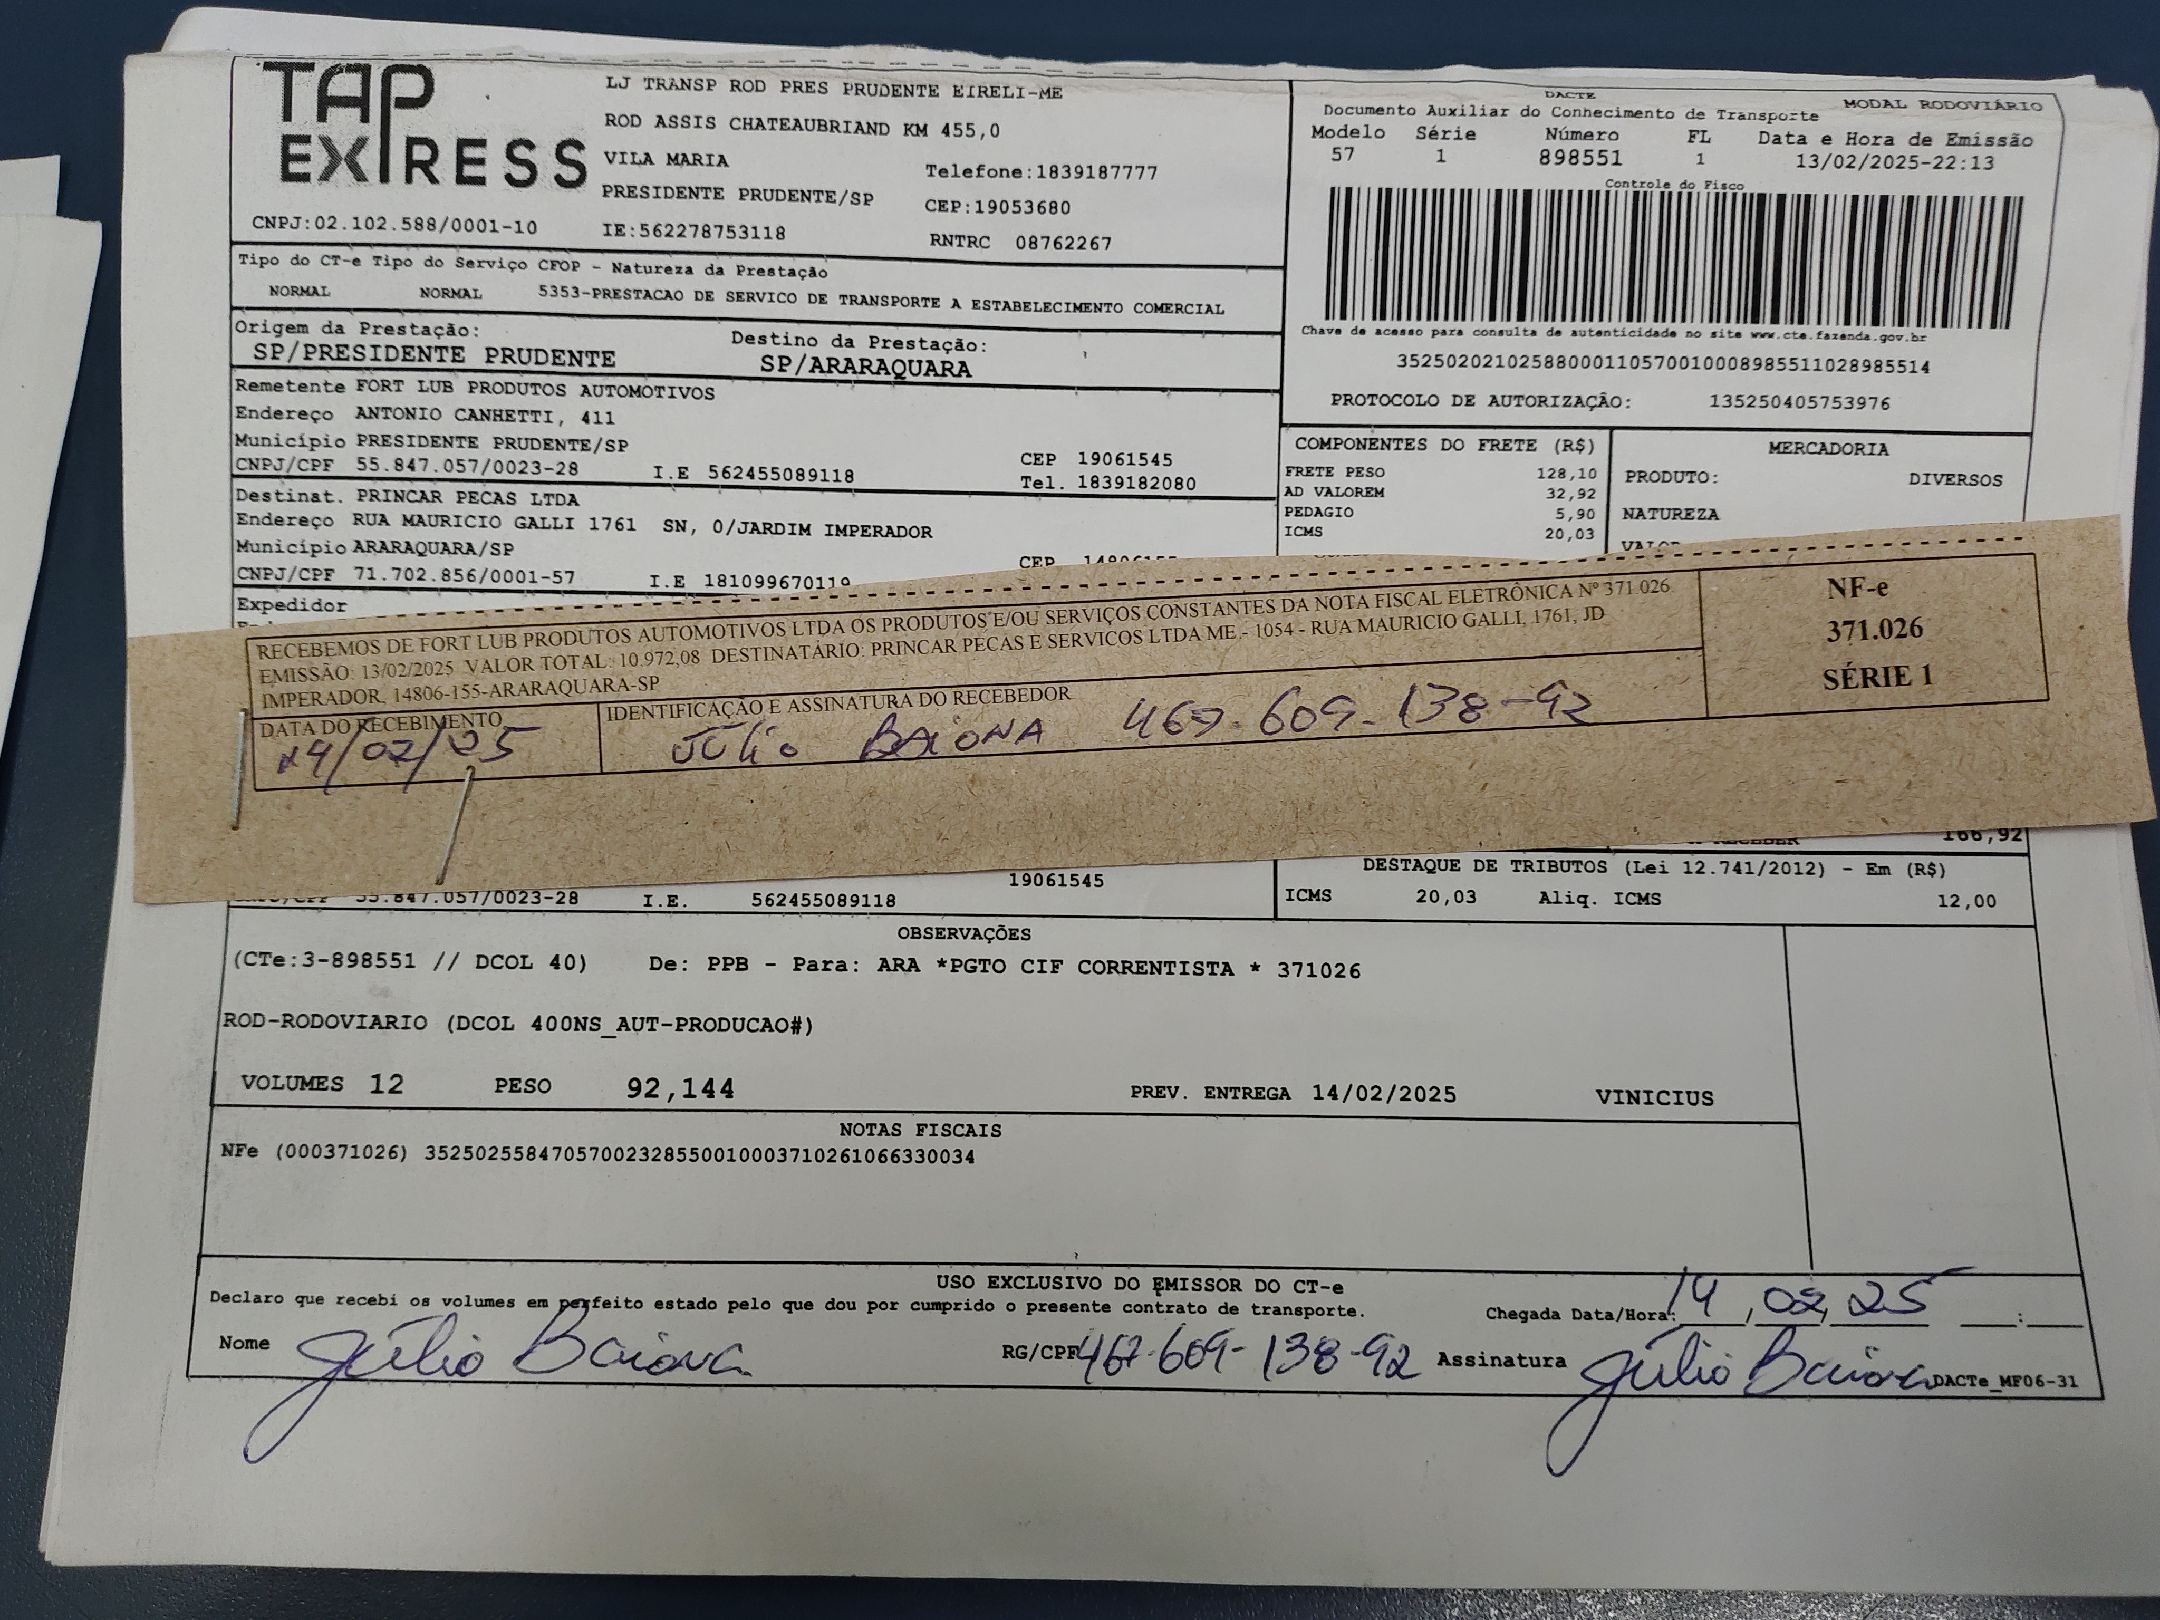 TAP
EXPRESS
LJ TRANSP ROD PRES PRUDENTE EIRELI-ME
ROD ASSIS CHATEAUBRIAND KM 455,0
VILA MARIA
Telefone:1839187777
PRESIDENTE PRUDENTE/SP
CEP:19053680
CNPJ:02.102.588/0001-10
IE:562278753118
RNTRC 08762267
DACTE
MODAL RODOVIÁRIO
Documento Auxiliar do Conhecimento de Transporte
Modelo Série Número FL Data e Hora de Emissão
57 1 898551 1 13/02/2025-22:13
Controle do Fisco
Chave de acesso para consulta de autenticidade no site www.cte.fazenda.gov.br
35250202102588000110570010008985511028985514
PROTOCOLO DE AUTORIZAÇÃO: 135250405753976
Tipo do CT-e Tipo do Serviço CFOP - Natureza da Prestação
NORMAL NORMAL 5353-PRESTACAO DE SERVICO DE TRANSPORTE A ESTABELECIMENTO COMERCIAL
Origem da Prestação: Destino da Prestação:
SP/PRESIDENTE PRUDENTE SP/ARARAQUARA
Remetente FORT LUB PRODUTOS AUTOMOTIVOS
Endereço ANTONIO CANHETTI, 411
Município PRESIDENTE PRUDENTE/SP
CEP 19061545
CNPJ/CPF 55.847.057/0023-28 I.E 562455089118 Tel. 1839182080
Destinat. PRINCAR PECAS LTDA
Endereço RUA MAURICIO GALLI 1761 SN, 0/JARDIM IMPERADOR
Município ARARAQUARA/SP
CEP
CNPJ/CPF 71.702.856/0001-57 I.E 181099670119
Expedidor
COMPONENTES DO FRETE (R$)
FRETE PESO 128,10
AD VALOREM 32,92
PEDAGIO 5,90
ICMS 20,03
MERCADORIA
PRODUTO: DIVERSOS
NATUREZA
RECEBEMOS DE FORT LUB PRODUTOS AUTOMOTIVOS LTDA OS PRODUTOS E/OU SERVIÇOS CONSTANTES DA NOTA FISCAL ELETRÔNICA Nº 371.026
EMISSÃO: 13/02/2025 VALOR TOTAL: 10.972,08 DESTINATÁRIO: PRINCAR PECAS E SERVICOS LTDA ME - 1054 - RUA MAURICIO GALLI, 1761, JD
IMPERADOR, 14806-155-ARARAQUARA-SP
DATA DO RECEBIMENTO
14/02/25
IDENTIFICAÇÃO E ASSINATURA DO RECEBEDOR
JÚLio BAiONA 467-609-138-92
NF-e
371.026
SÉRIE 1
166,92
19061545
55.847.057/0023-28 I.E. 562455089118
DESTAQUE DE TRIBUTOS (Lei 12.741/2012) - Em (R$)
ICMS 20,03 Aliq. ICMS 12,00
OBSERVAÇÕES
(CTe:3-898551 // DCOL 40) De: PPB - Para: ARA *PGTO CIF CORRENTISTA * 371026
ROD-RODOVIARIO (DCOL 400NS_AUT-PRODUCAO#)
VOLUMES 12 PESO 92,144 PREV. ENTREGA 14/02/2025 VINICIUS
NOTAS FISCAIS
NFe (000371026) 35250255847057002328550010003710261066330034
USO EXCLUSIVO DO EMISSOR DO CT-e
Declaro que recebi os volumes em perfeito estado pelo que dou por cumprido o presente contrato de transporte.
Chegada Data/Hora: 14, 02, 25 :
Nome Júlio Baiona RG/CPF 467-609-138-92 Assinatura Júlio Baiona
DACTe_MF06-31